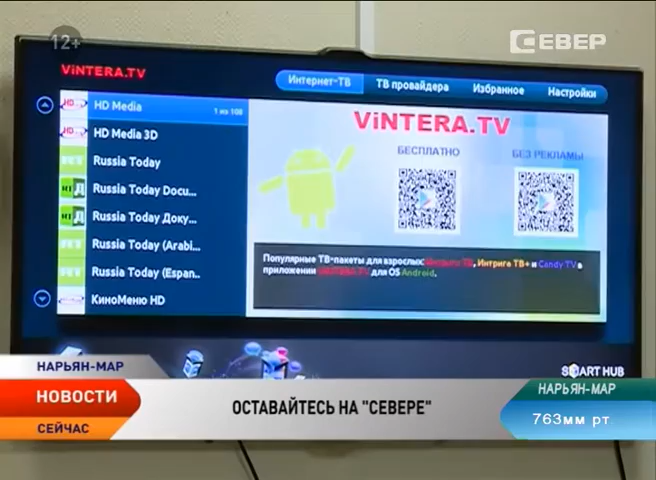 12+
СЕВЕР
ViNTERA.TV
Интернет-ТВ
ТВ провайдера
Избранное
Настройки
HD Media
1 из 108
HD Media 3D
Russia Today
Russia Today Docu...
Russia Today Доку...
Russia Today (Arabi...
Russia Today (Espan..
КиноМеню HD
ViNTERA.TV
БЕСПЛАТНО
БЕЗ РЕКЛАМЫ
Популярные ТВ-пакеты для взрослых: ТВ, Интрига ТВ+ и Candy TV в
приложении ViNTERA.TV для OS Android.
SMART HUB
НАРЬЯН-МАР
НОВОСТИ
СЕЙЧАС
ОСТАВАЙТЕСЬ НА "СЕВЕРЕ"
НАРЬЯН-МАР
763мм рт